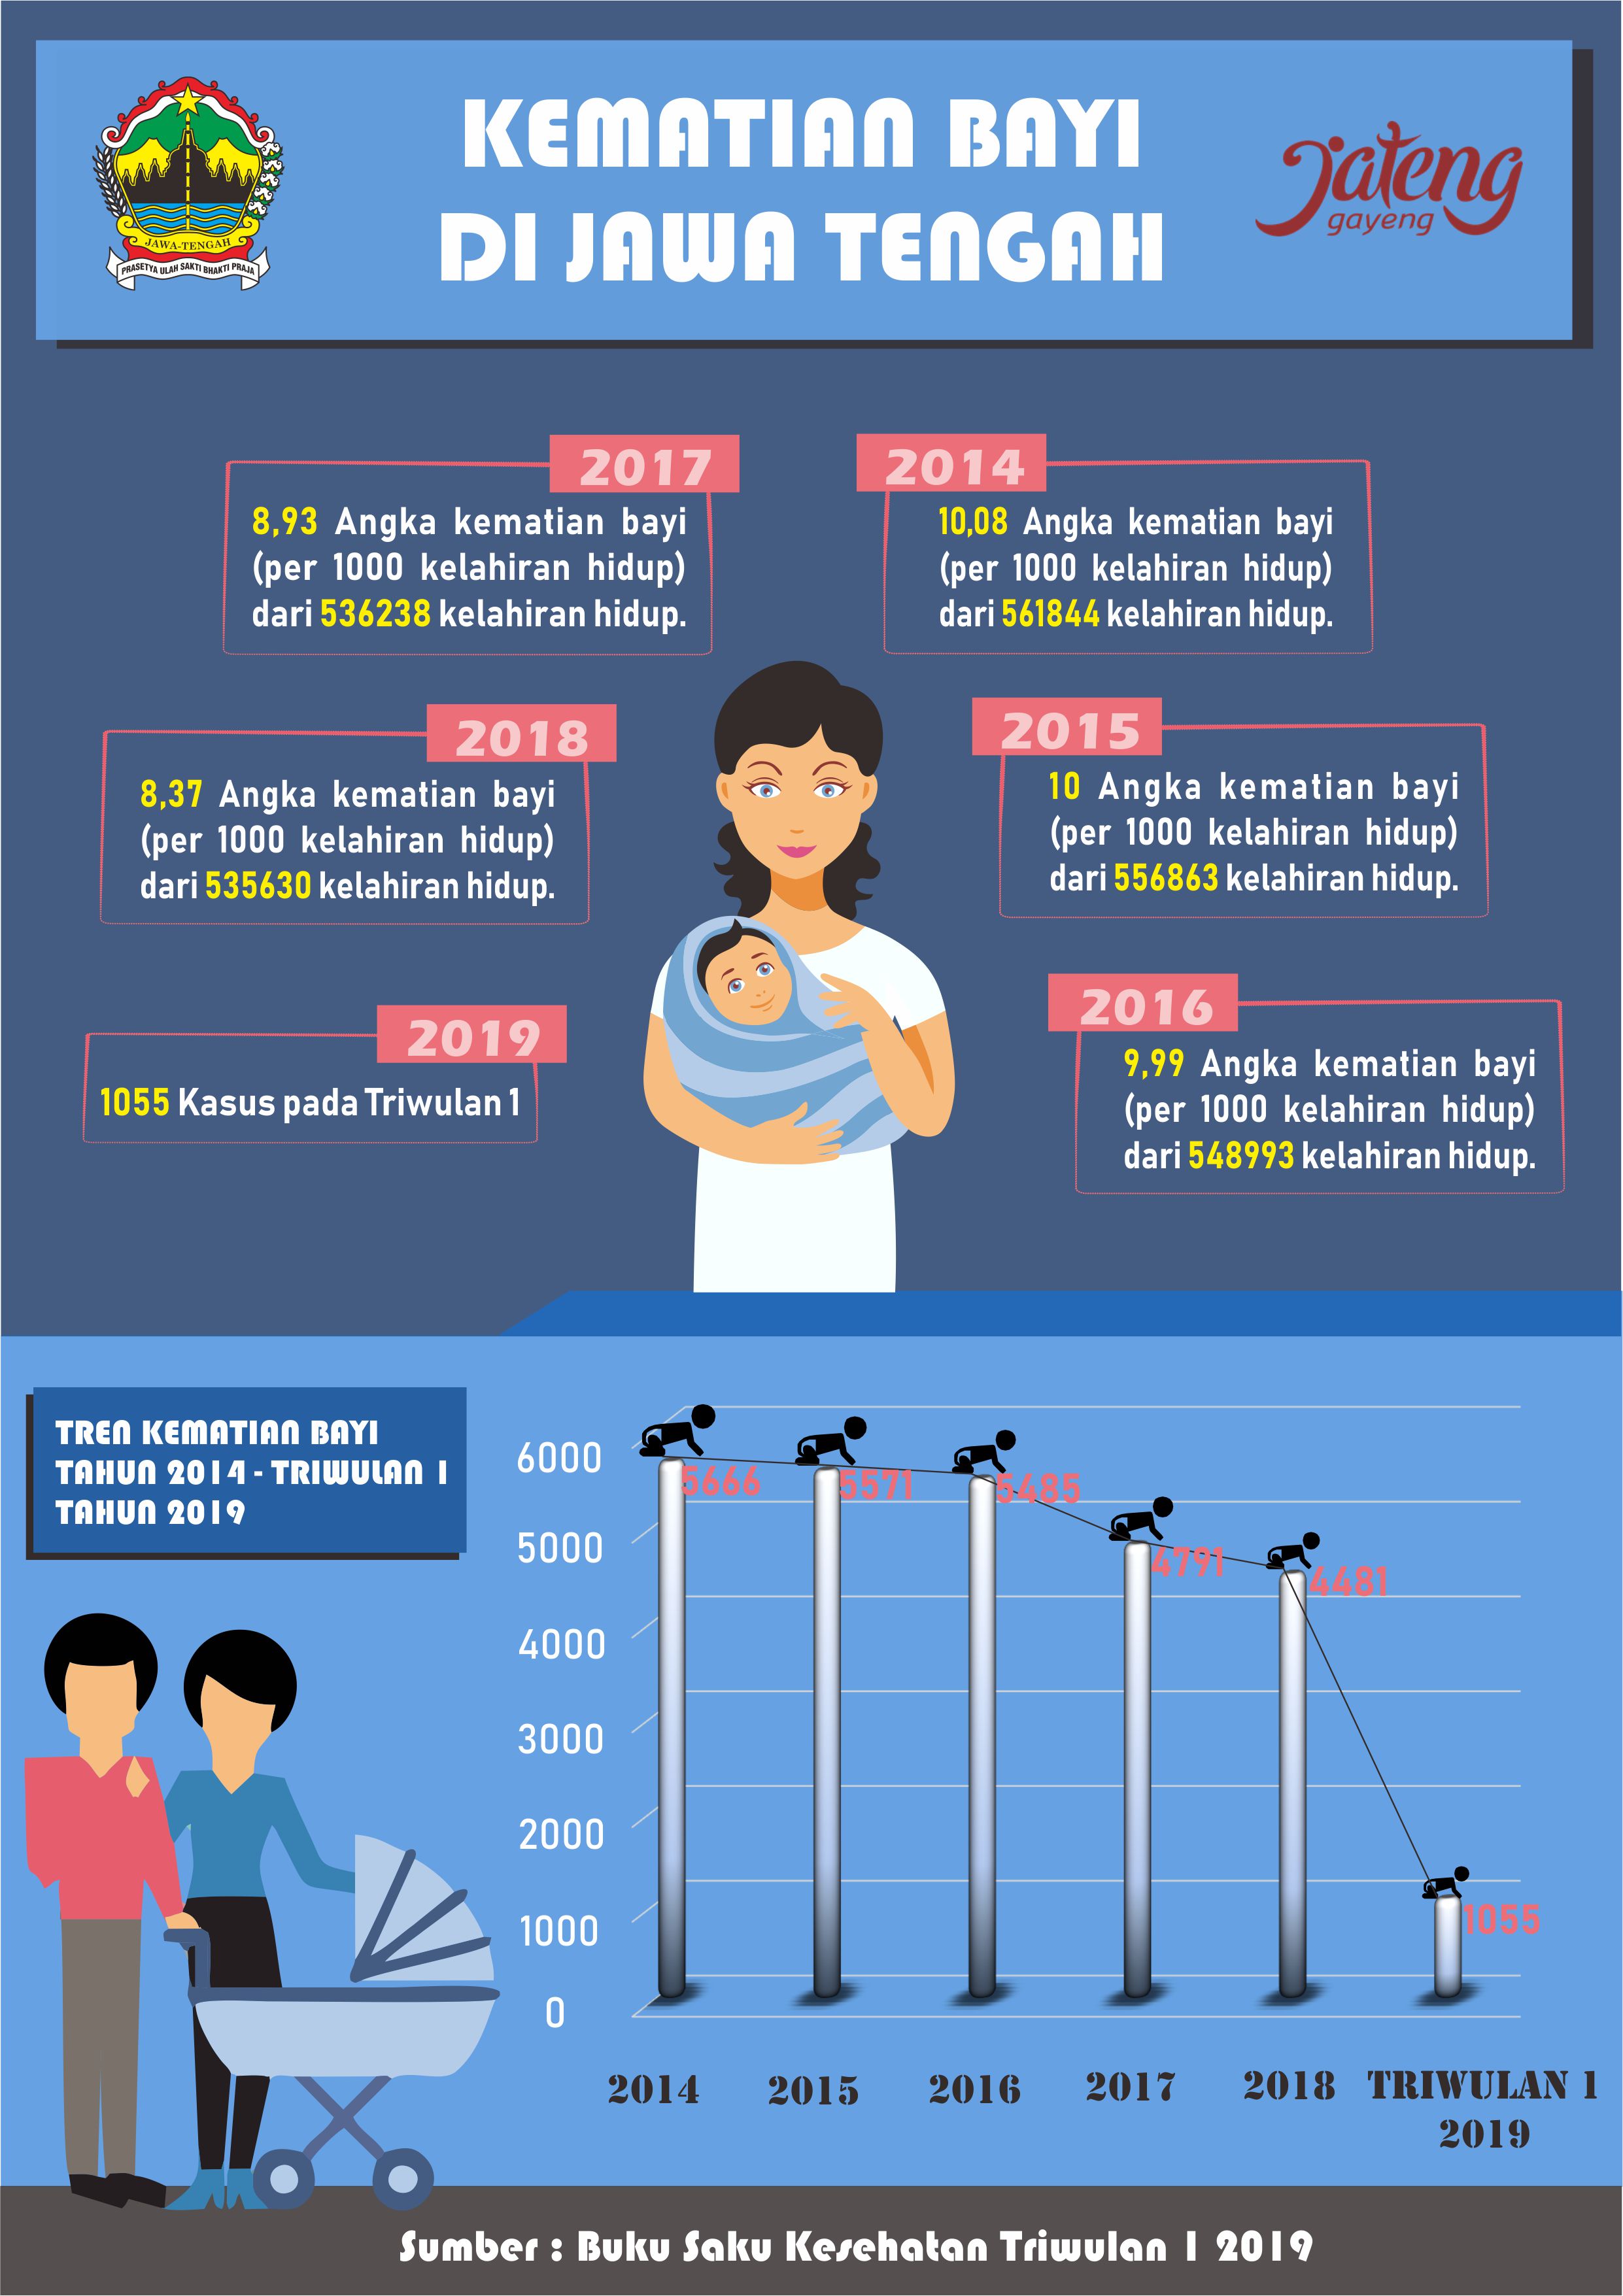 KEMATIAN BAYI
DI JAWA TENGAH
JAWA-TENGAH
PRASETYA ULAH SAKTI BHAKTI PRAJA
jateng
gayeng
2017
8,93 Angka kematian bayi
(per 1000 kelahiran hidup)
dari 536238 kelahiran hidup.
2014
10,08 Angka kematian bayi
(per 1000 kelahiran hidup)
dari 561844 kelahiran hidup.
2018
8,37 Angka kematian bayi
(per 1000 kelahiran hidup)
dari 535630 kelahiran hidup.
2015
10 Angka kematian bayi
(per 1000 kelahiran hidup)
dari 556863 kelahiran hidup.
2019
1055 Kasus pada Triwulan 1
2016
9,99 Angka kematian bayi
(per 1000 kelahiran hidup)
dari 548993 kelahiran hidup.
TREN KEMATIAN BAYI
TAHUN 2014 - TRIWULAN 1
TAHUN 2019
6000
5000
4000
3000
2000
1000
0
5666
5571
5485
4791
4481
1055
2014
2015
2016
2017
2018
TRIWULAN 1
2019
Sumber : Buku Saku Kesehatan Triwulan 1 2019